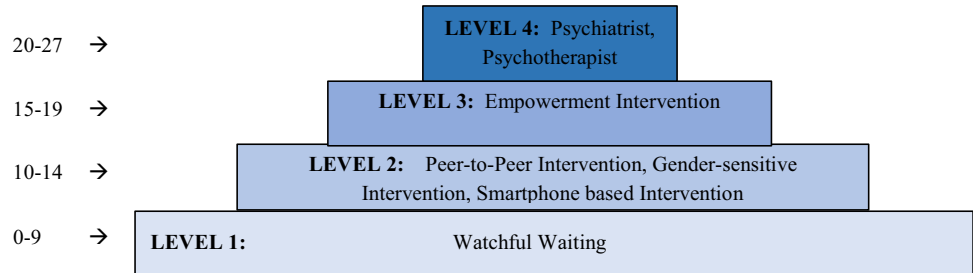 LEVEL 4: Psychiatrist,
20-27 → Psychotherapist
15-19 → LEVEL 3: Empowerment Intervention
10-14 → LEVEL 2: Peer-to-Peer Intervention, Gender-sensitive
Intervention, Smartphone based Intervention
0-9 → LEVEL 1: Watchful Waiting